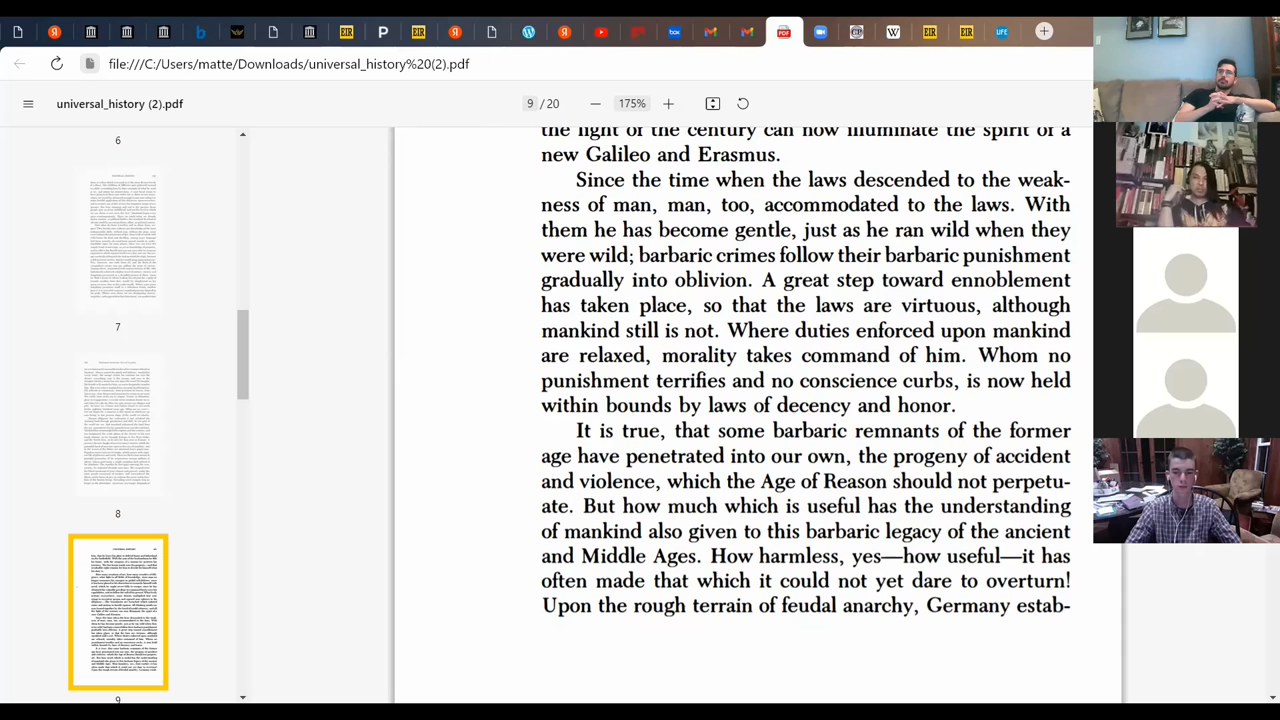 EIR
P
EIR
box
PDF
W
EIR
EIR
LIFE
file:///C:/Users/matte/Downloads/universal_history%20(2).pdf
universal_history (2).pdf
9 / 20
175%
6
7
8
9
the light of the century can now illuminate the spirit of a
new Galileo and Erasmus.
Since the time when the laws descended to the weak-
ness of man, man, too, accommodated to the laws. With
them he has become gentle, just as he ran wild when they
were wild; barbaric crimes follow their barbaric punishment
gradually into oblivion. A great step toward ennoblement
has taken place, so that the laws are virtuous, although
mankind still is not. Where duties enforced upon mankind
are relaxed, morality takes command of him. Whom no
punishment terrifies and no conscience curbs, is now held
within bounds by laws of decency and honor.
It is true, that some barbaric remnants of the former
age have penetrated into our own, the progeny of accident
and violence, which the Age of Reason should not perpetu-
ate. But how much which is useful has the understanding
of mankind also given to this barbaric legacy of the ancient
and Middle Ages. How harmless, yes—how useful—it has
often made that which it could not yet dare to overturn!
Upon the rough terrain of feudal anarchy, Germany estab-